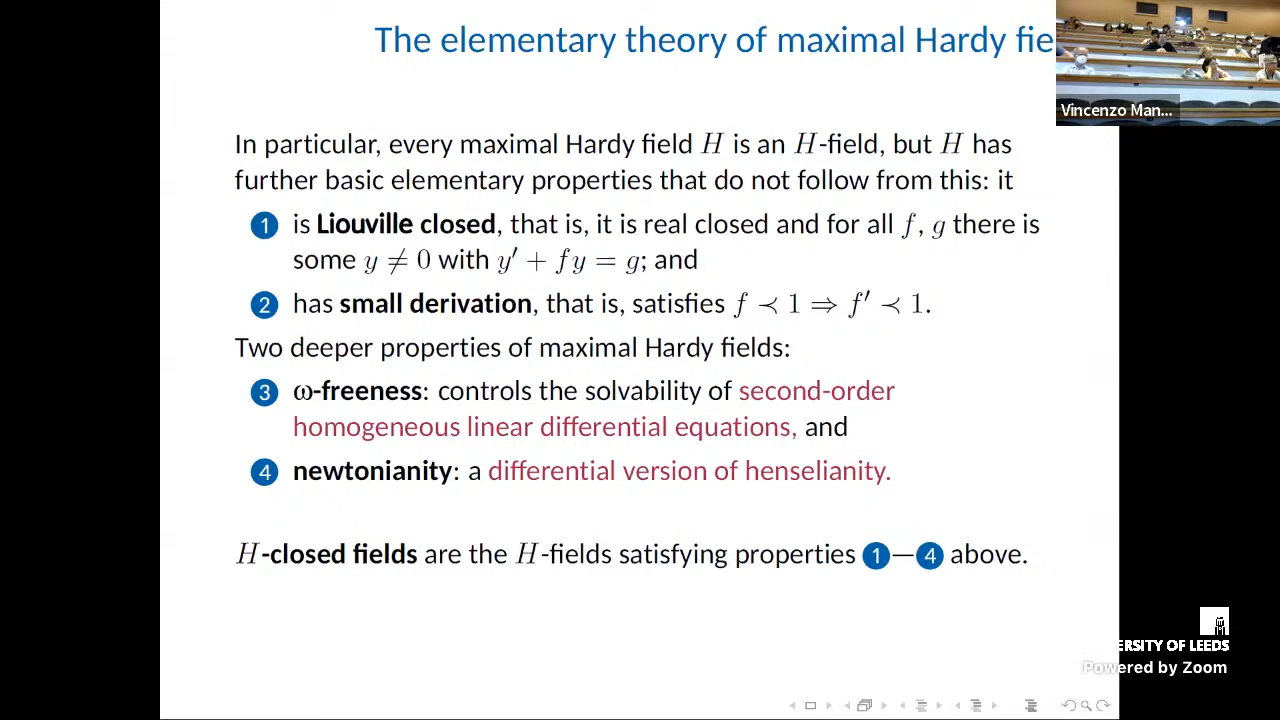 The elementary theory of maximal Hardy fie
Vincenzo Man...
In particular, every maximal Hardy field H is an H-field, but H has
further basic elementary properties that do not follow from this: it
1 is Liouville closed, that is, it is real closed and for all f, g there is
some y ≠ 0 with y′ + fy = g; and
2 has small derivation, that is, satisfies f ≺ 1 ⇒ f′ ≺ 1.
Two deeper properties of maximal Hardy fields:
3 ω-freeness: controls the solvability of second-order
homogeneous linear differential equations, and
4 newtonianity: a differential version of henselianity.
H-closed fields are the H-fields satisfying properties 1—4 above.
ERSITY OF LEEDS
Powered by Zoom